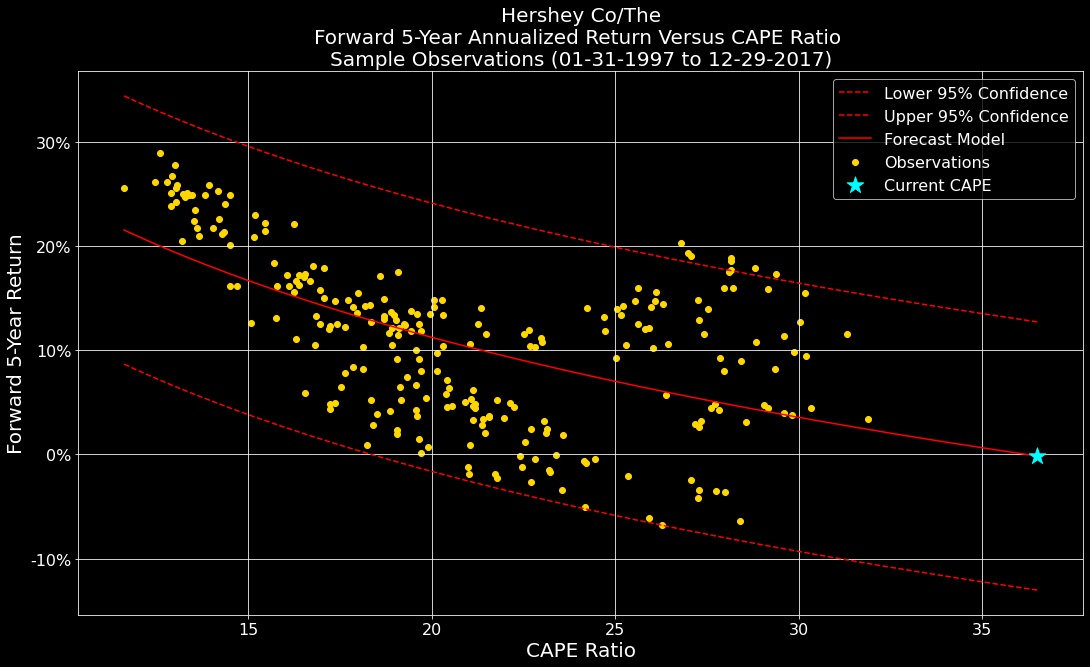 Hershey Co/The
Forward 5-Year Annualized Return Versus CAPE Ratio
Sample Observations (01-31-1997 to 12-29-2017)
Lower 95% Confidence
Upper 95% Confidence
Forecast Model
Observations
Current CAPE
Forward 5-Year Return
30%
20%
10%
0%
-10%
15
20
25
30
35
CAPE Ratio